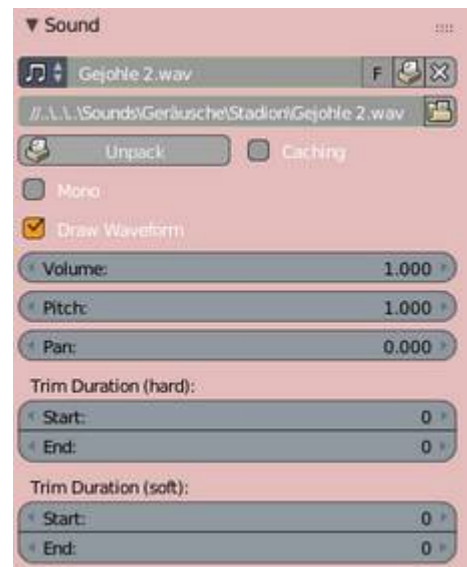 Sound
Gejohle 2.wav F
//..\..\..\Sounds\Geräusche\Stadion\Gejohle 2.wav
Unpack Caching
Mono
Draw Waveform
Volume: 1.000
Pitch: 1.000
Pan: 0.000
Trim Duration (hard):
Start: 0
End: 0
Trim Duration (soft):
Start: 0
End: 0